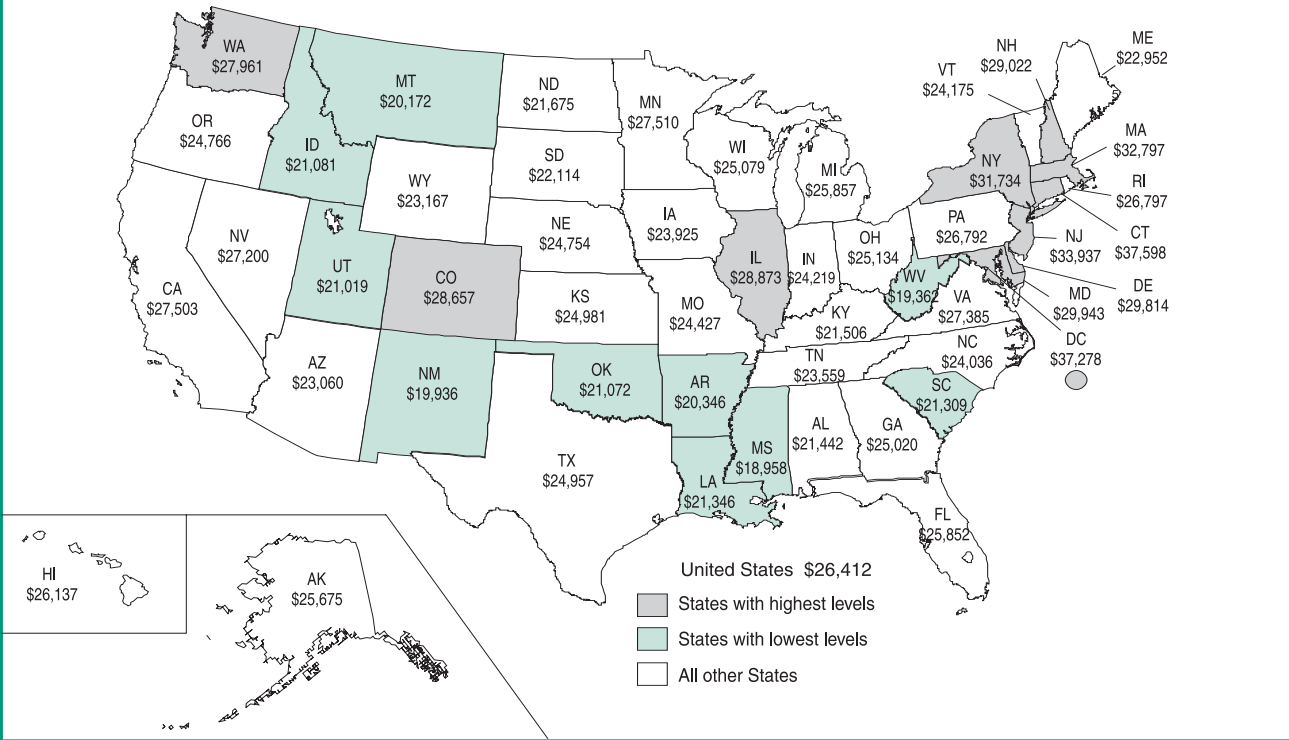 WA
$27,961
MT
$20,172
ND
$21,675
MN
$27,510
NH
$29,022
ME
$22,952
VT
$24,175
OR
$24,766
ID
$21,081
SD
$22,114
WI
$25,079
MI
$25,857
NY
$31,734
MA
$32,797
RI
$26,797
WY
$23,167
IA
$23,925
NE
$24,754
PA
$26,792
CT
$37,598
NJ
$33,937
NV
$27,200
UT
$21,019
CO
$28,657
IL
$28,873
IN
$24,219
OH
$25,134
WV
$19,362
DE
$29,814
MD
$29,943
CA
$27,503
KS
$24,981
MO
$24,427
KY
$21,506
VA
$27,385
DC
$37,278
AZ
$23,060
NM
$19,936
OK
$21,072
AR
$20,346
TN
$23,559
NC
$24,036
SC
$21,309
TX
$24,957
LA
$21,346
MS
$18,958
AL
$21,442
GA
$25,020
FL
$25,852
HI
$26,137
AK
$25,675
United States $26,412
States with highest levels
States with lowest levels
All other States